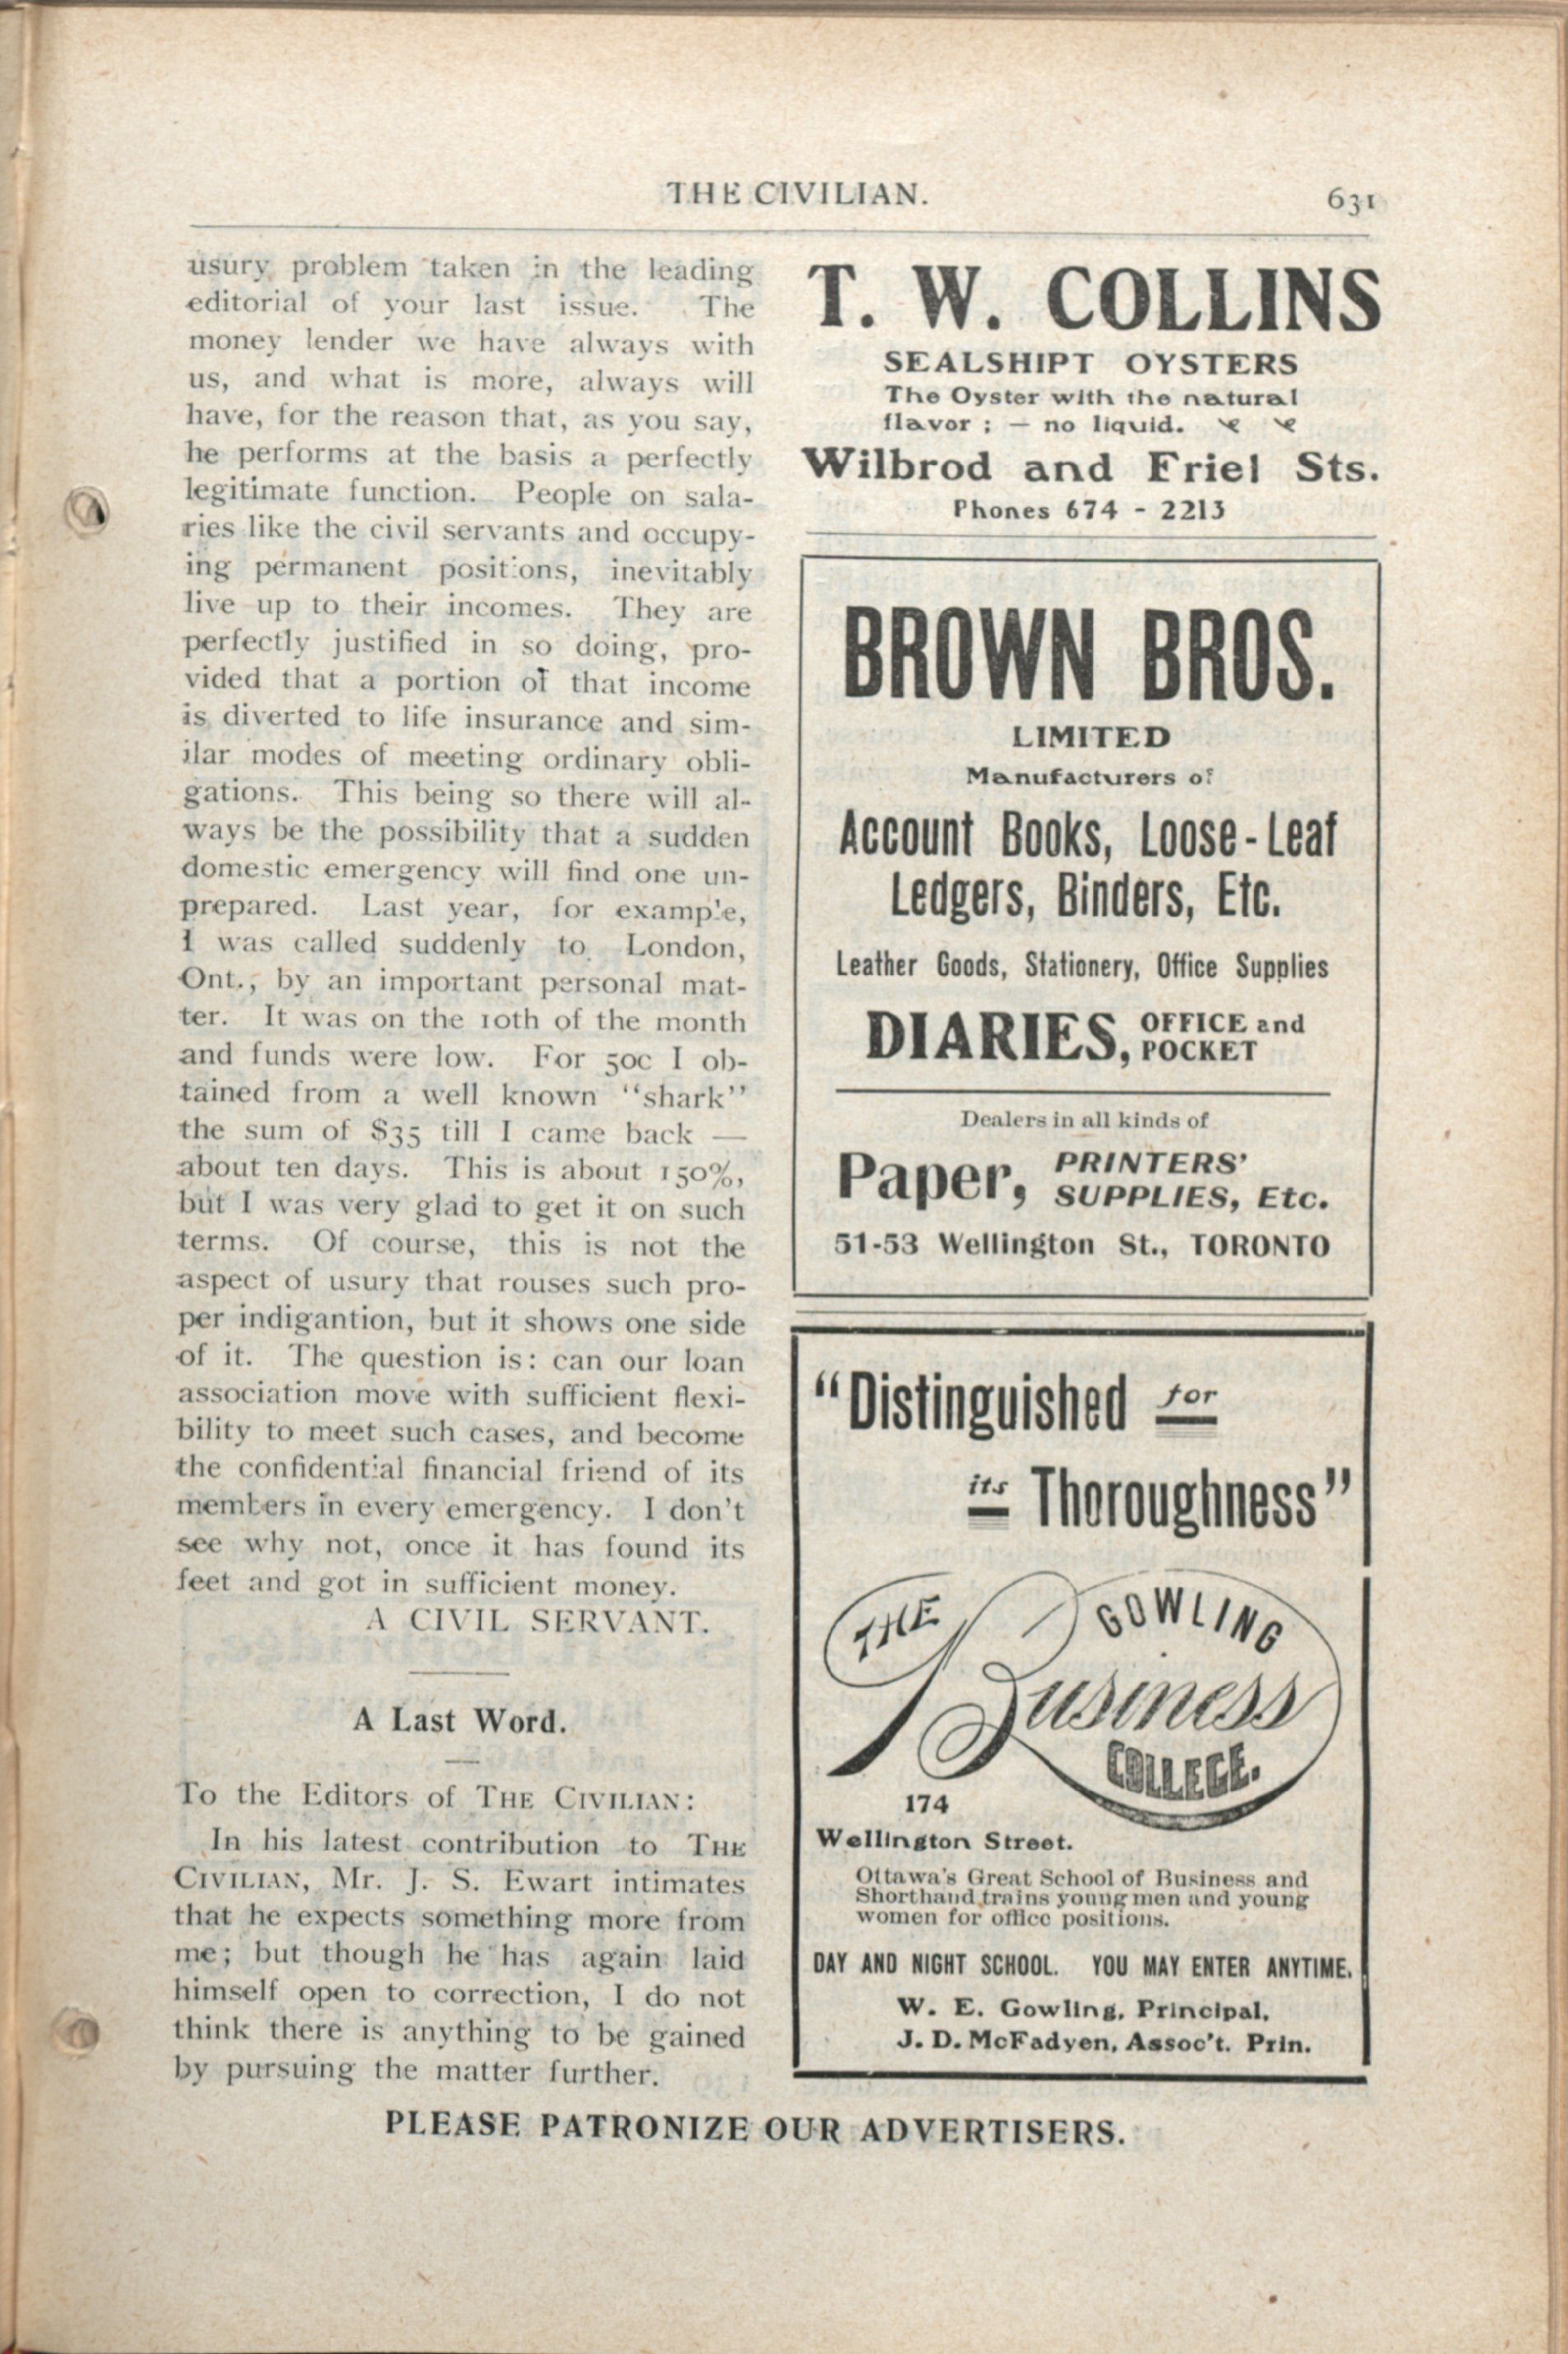 THE CIVILIAN.
631
usury problem taken in the leading
editorial of your last issue. The
money lender we have always with
us, and what is more, always will
have, for the reason that, as you say,
he performs at the basis a perfectly
legitimate function. People on sala-
ries like the civil servants and occupy-
ing permanent positions, inevitably
live up to their incomes. They are
perfectly justified in so doing, pro-
vided that a portion of that income
is diverted to life insurance and sim-
ilar modes of meeting ordinary obli-
gations. This being so there will al-
ways be the possibility that a sudden
domestic emergency will find one un-
prepared. Last year, for example,
I was called suddenly to London,
Ont., by an important personal mat-
ter. It was on the 10th of the month
and funds were low. For 50c I ob-
tained from a well known "shark"
the sum of $35 till I came back —
about ten days. This is about 150%,
but I was very glad to get it on such
terms. Of course, this is not the
aspect of usury that rouses such pro-
per indigantion, but it shows one side
of it. The question is: can our loan
association move with sufficient flexi-
bility to meet such cases, and become
the confidential financial friend of its
members in every emergency. I don't
see why not, once it has found its
feet and got in sufficient money.
A CIVIL SERVANT.
A Last Word.
To the Editors of THE CIVILIAN:
In his latest contribution to THE
CIVILIAN, Mr. J. S. Ewart intimates
that he expects something more from
me; but though he has again laid
himself open to correction, I do not
think there is anything to be gained
by pursuing the matter further.
T. W. COLLINS
SEALSHIPT OYSTERS
The Oyster with the natural
flavor ; — no liquid.
Wilbrod and Friel Sts.
Phones 674 - 2213
BROWN BROS.
LIMITED
Manufacturers of
Account Books, Loose-Leaf
Ledgers, Binders, Etc.
Leather Goods, Stationery, Office Supplies
DIARIES, OFFICE and
POCKET
Dealers in all kinds of
Paper, PRINTERS'
SUPPLIES, Etc.
51-53 Wellington St., TORONTO
"Distinguished for
its Thoroughness"
THE GOWLING
Business
COLLEGE.
174
Wellington Street.
Ottawa's Great School of Business and
Shorthand trains young men and young
women for office positions.
DAY AND NIGHT SCHOOL. YOU MAY ENTER ANYTIME.
W. E. Gowling, Principal.
J. D. McFadyen, Assoc't. Prin.
PLEASE PATRONIZE OUR ADVERTISERS.